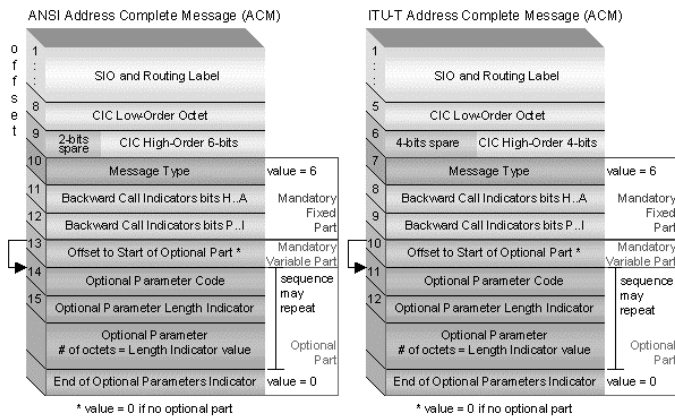 ANSI Address Complete Message (ACM)
offset
1
:
:
SIO and Routing Label
8
CIC Low-Order Octet
9
2-bits
spare
CIC High-Order 6-bits
10
Message Type
value = 6
11
Backward Call Indicators bits H..A
Mandatory
Fixed
Part
12
Backward Call Indicators bits P..I
13
Offset to Start of Optional Part *
Mandatory
Variable Part
14
Optional Parameter Code
sequence
may
repeat
15
Optional Parameter Length Indicator
Optional Parameter
# of octets = Length Indicator value
Optional
Part
End of Optional Parameters Indicator
value = 0
* value = 0 if no optional part
ITU-T Address Complete Message (ACM)
1
:
:
SIO and Routing Label
5
CIC Low-Order Octet
6
4-bits spare
CIC High-Order 4-bits
7
Message Type
value = 6
8
Backward Call Indicators bits H..A
Mandatory
Fixed
Part
9
Backward Call Indicators bits P..I
10
Offset to Start of Optional Part *
Mandatory
Variable Part
11
Optional Parameter Code
sequence
may
repeat
12
Optional Parameter Length Indicator
Optional Parameter
# of octets = Length Indicator value
Optional
Part
End of Optional Parameters Indicator
value = 0
* value = 0 if no optional part